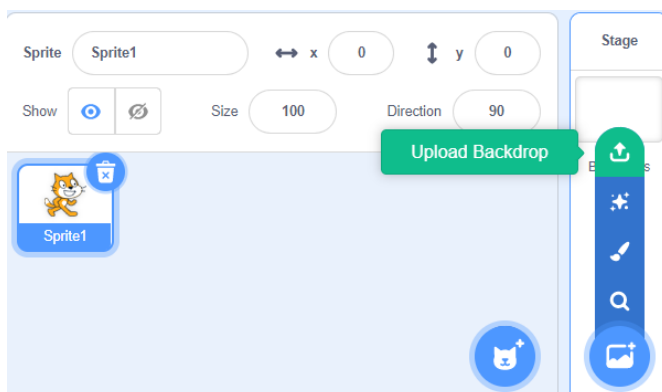 Sprite Sprite1 x 0 y 0
Show Size 100 Direction 90
Sprite1
Stage
Upload Backdrop